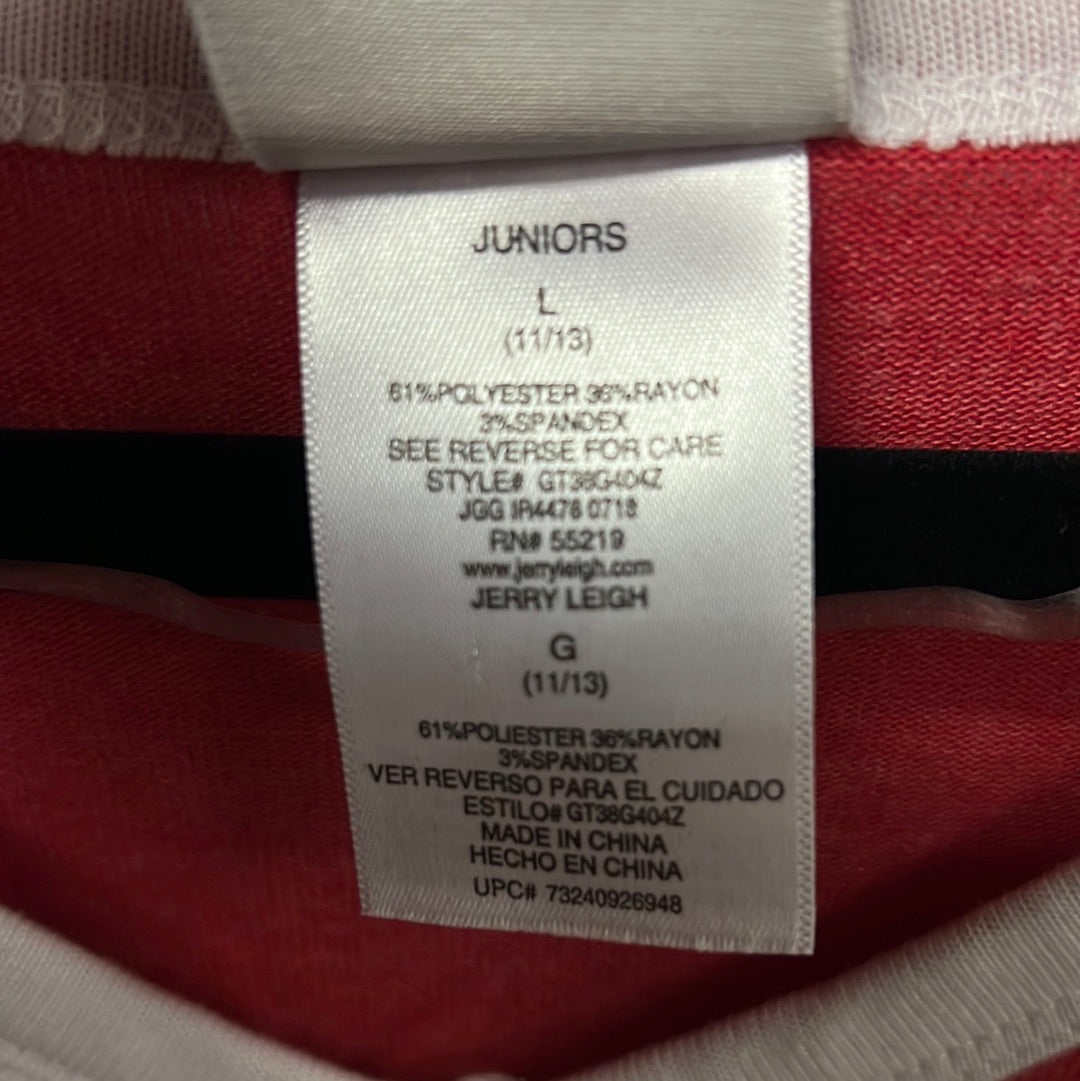 JUNIORS
L
(11/13)
61%POLYESTER 36%RAYON
3%SPANDEX
SEE REVERSE FOR CARE
STYLE# GT38G404Z
JGG IR4478 0718
RN# 55219
www.jerryleigh.com
JERRY LEIGH
G
(11/13)
61%POLIESTER 36%RAYON
3%SPANDEX
VER REVERSO PARA EL CUIDADO
ESTILO# GT38G404Z
MADE IN CHINA
HECHO EN CHINA
UPC# 73240926948